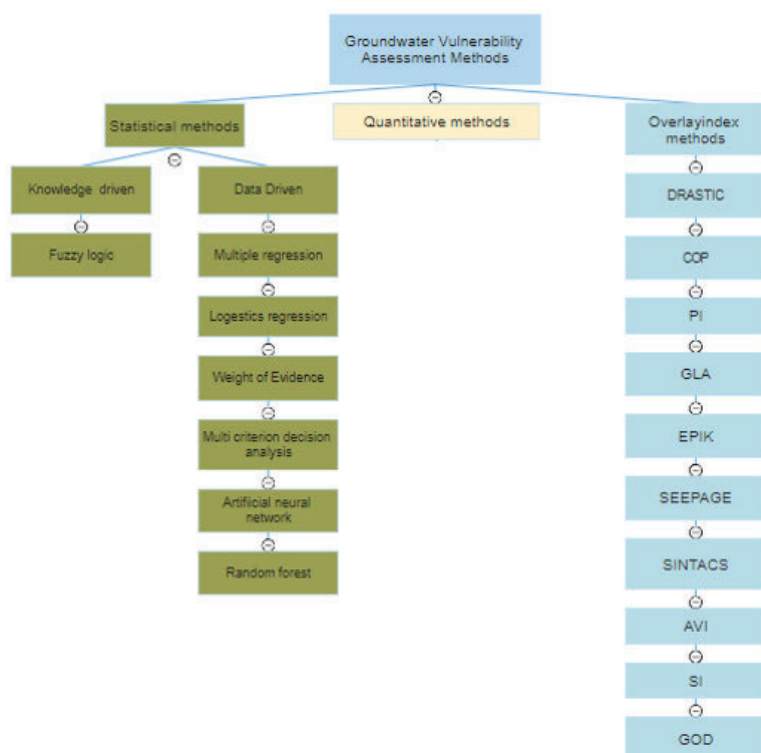 Groundwater Vulnerability
Assessment Methods
Statistical methods
Quantitative methods
Overlayindex
methods
Knowledge driven
Data Driven
DRASTIC
Fuzzy logic
Multiple regression
COP
Logestics regression
PI
Weight of Evidence
GLA
Multi criterion decision
analysis
EPIK
Artifiicial neural
network
SEEPAGE
Random forest
SINTACS
AVI
SI
GOD